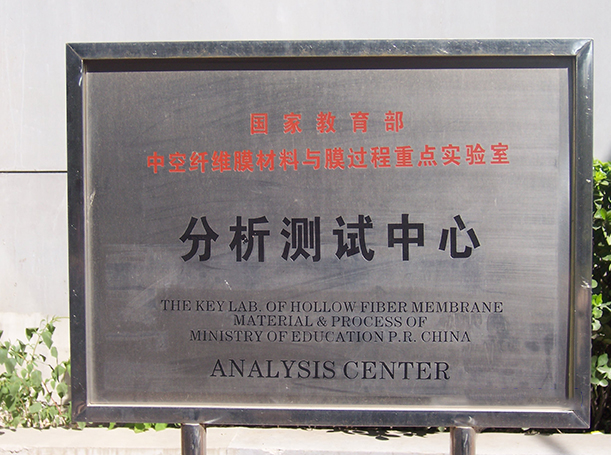 国家教育部
中空纤维膜材料与膜过程重点实验室
分析测试中心
THE KEY LAB. OF HOLLOW FIBER MEMBRANE
MATERIAL & PROCESS OF
MINISTRY OF EDUCATION P.R. CHINA
ANALYSIS CENTER